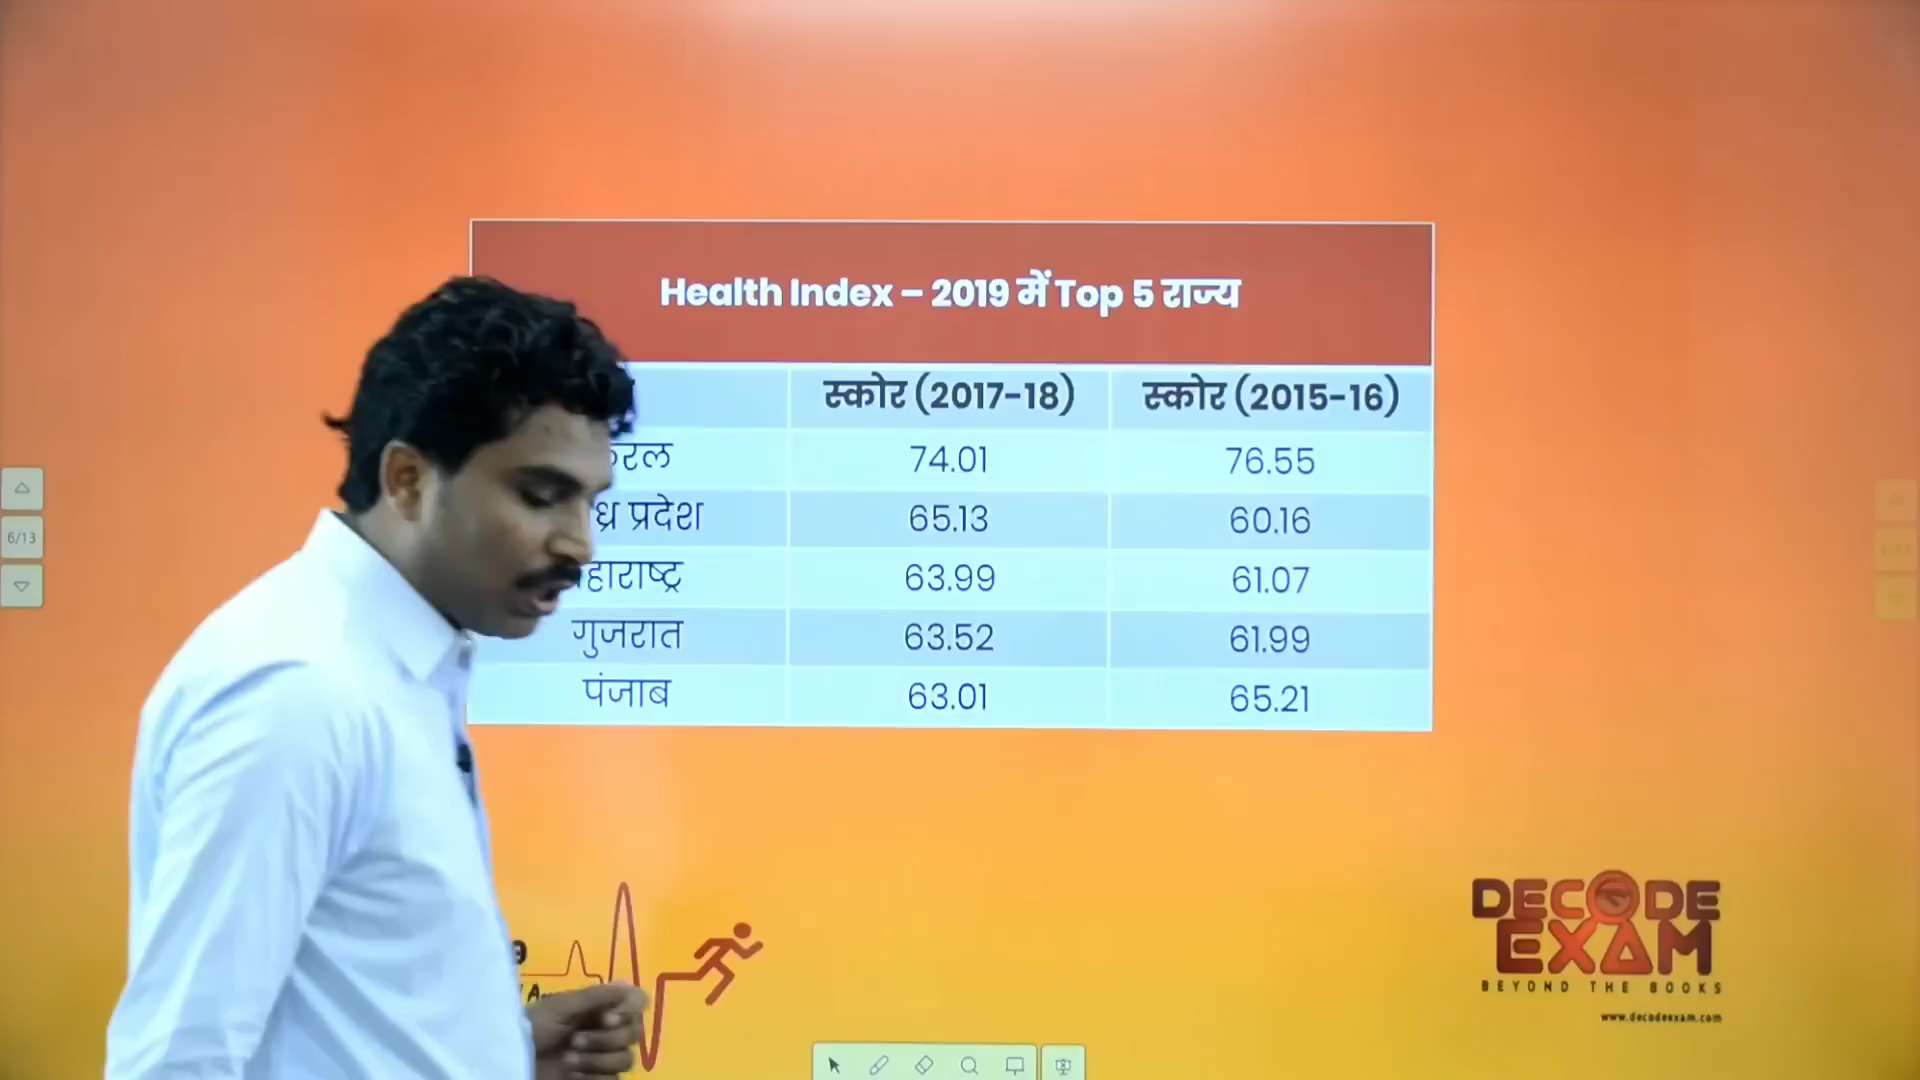 Health Index – 2019 में Top 5 राज्य
स्कोर (2017-18) स्कोर (2015-16)
74.01 76.55
प्रदेश 65.13 60.16
63.99 61.07
गुजरात 63.52 61.99
पंजाब 63.01 65.21
6/13
DECODE
EXAM
BEYOND THE BOOKS
www.decodeexam.com